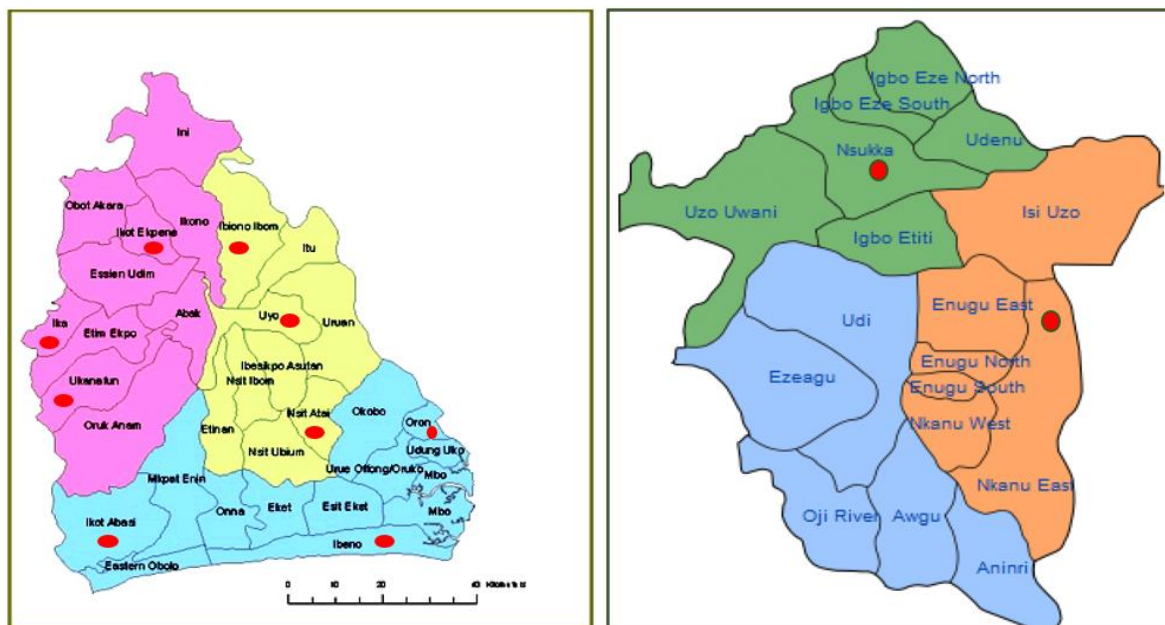 Ini
Obot Akara
Ikono
Ikot Ekpene
Ibiono Ibom
Itu
Essien Udim
Abak
Ika
Etim Ekpo
Uyo
Uruan
Ukanafun
Ibesikpo Asutan
Nsit Ibom
Oruk Anam
Etinan
Nsit Atai
Okobo
Oron
Nsit Ubium
Udung Uko
Urue Offong/Oruko
Mbo
Mkpat Enin
Onna
Eket
Esit Eket
Mbo
Ikot Abasi
Ibeno
Eastern Obolo
0 10 20 40 Kilometers
Igbo Eze North
Igbo Eze South
Udenu
Nsukka
Uzo Uwani
Isi Uzo
Igbo Etiti
Enugu East
Udi
Enugu North
Ezeagu
Enugu South
Nkanu West
Nkanu East
Oji River
Awgu
Aninri